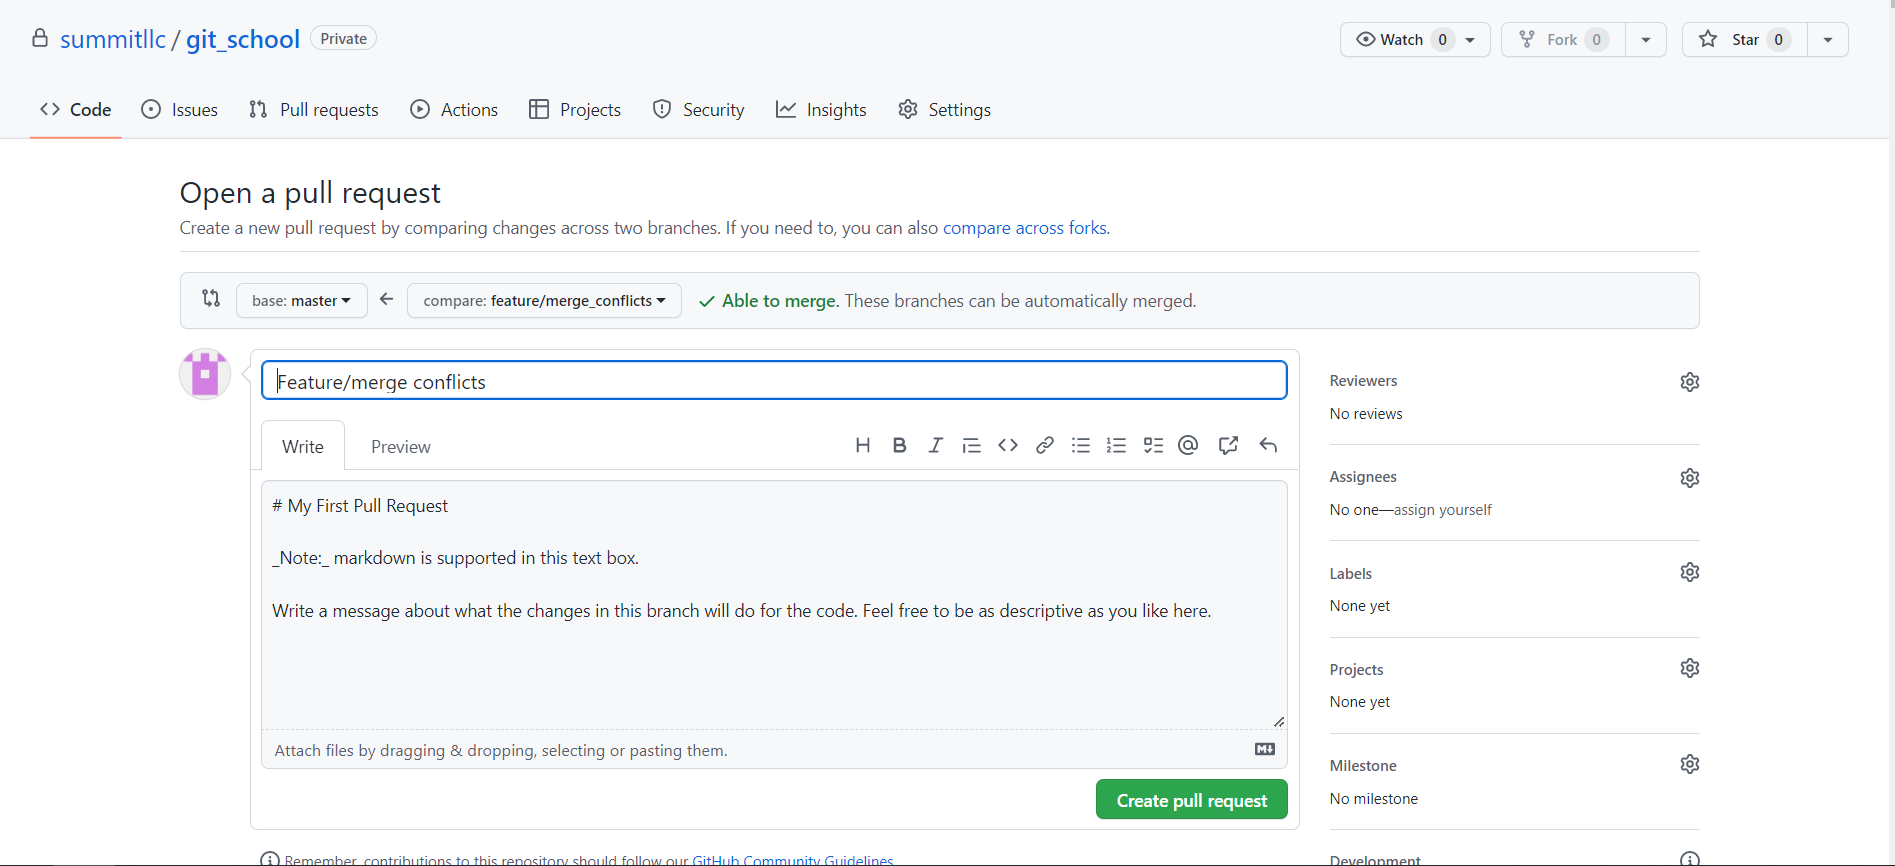 summitllc / git_school Private
Watch 0 Fork 0 Star 0
Code Issues Pull requests Actions Projects Security Insights Settings
Open a pull request
Create a new pull request by comparing changes across two branches. If you need to, you can also compare across forks.
base: master compare: feature/merge_conflicts Able to merge. These branches can be automatically merged.
Feature/merge conflicts
Write Preview
# My First Pull Request
_Note:_ markdown is supported in this text box.
Write a message about what the changes in this branch will do for the code. Feel free to be as descriptive as you like here.
Attach files by dragging & dropping, selecting or pasting them.
Create pull request
Remember, contributions to this repository should follow our GitHub Community Guidelines
Reviewers
No reviews
Assignees
No one—assign yourself
Labels
None yet
Projects
None yet
Milestone
No milestone
Development